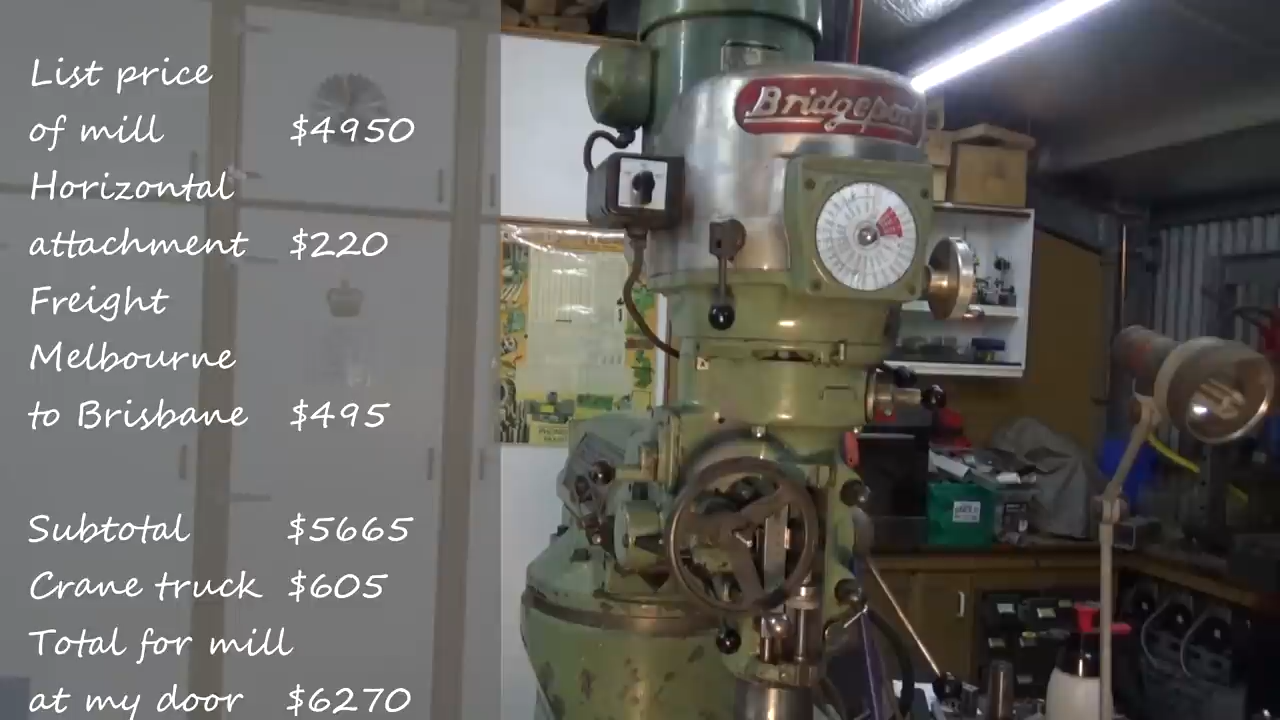 List price
of mill $4950
Horizontal
attachment $220
Freight
Melbourne
to Brisbane $495
Subtotal $5665
Crane truck $605
Total for mill
at my door $6270
Bridgeport